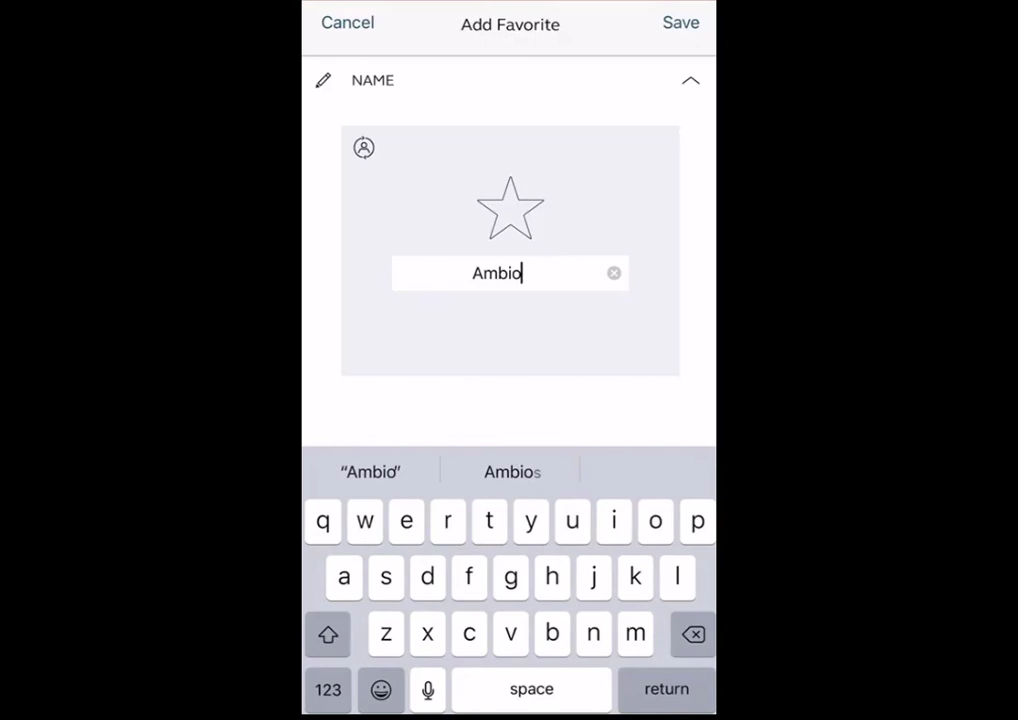 Cancel Add Favorite Save
NAME
Ambio
“Ambio” Ambios
q w e r t y u i o p
a s d f g h j k l
z x c v b n m
123 space return